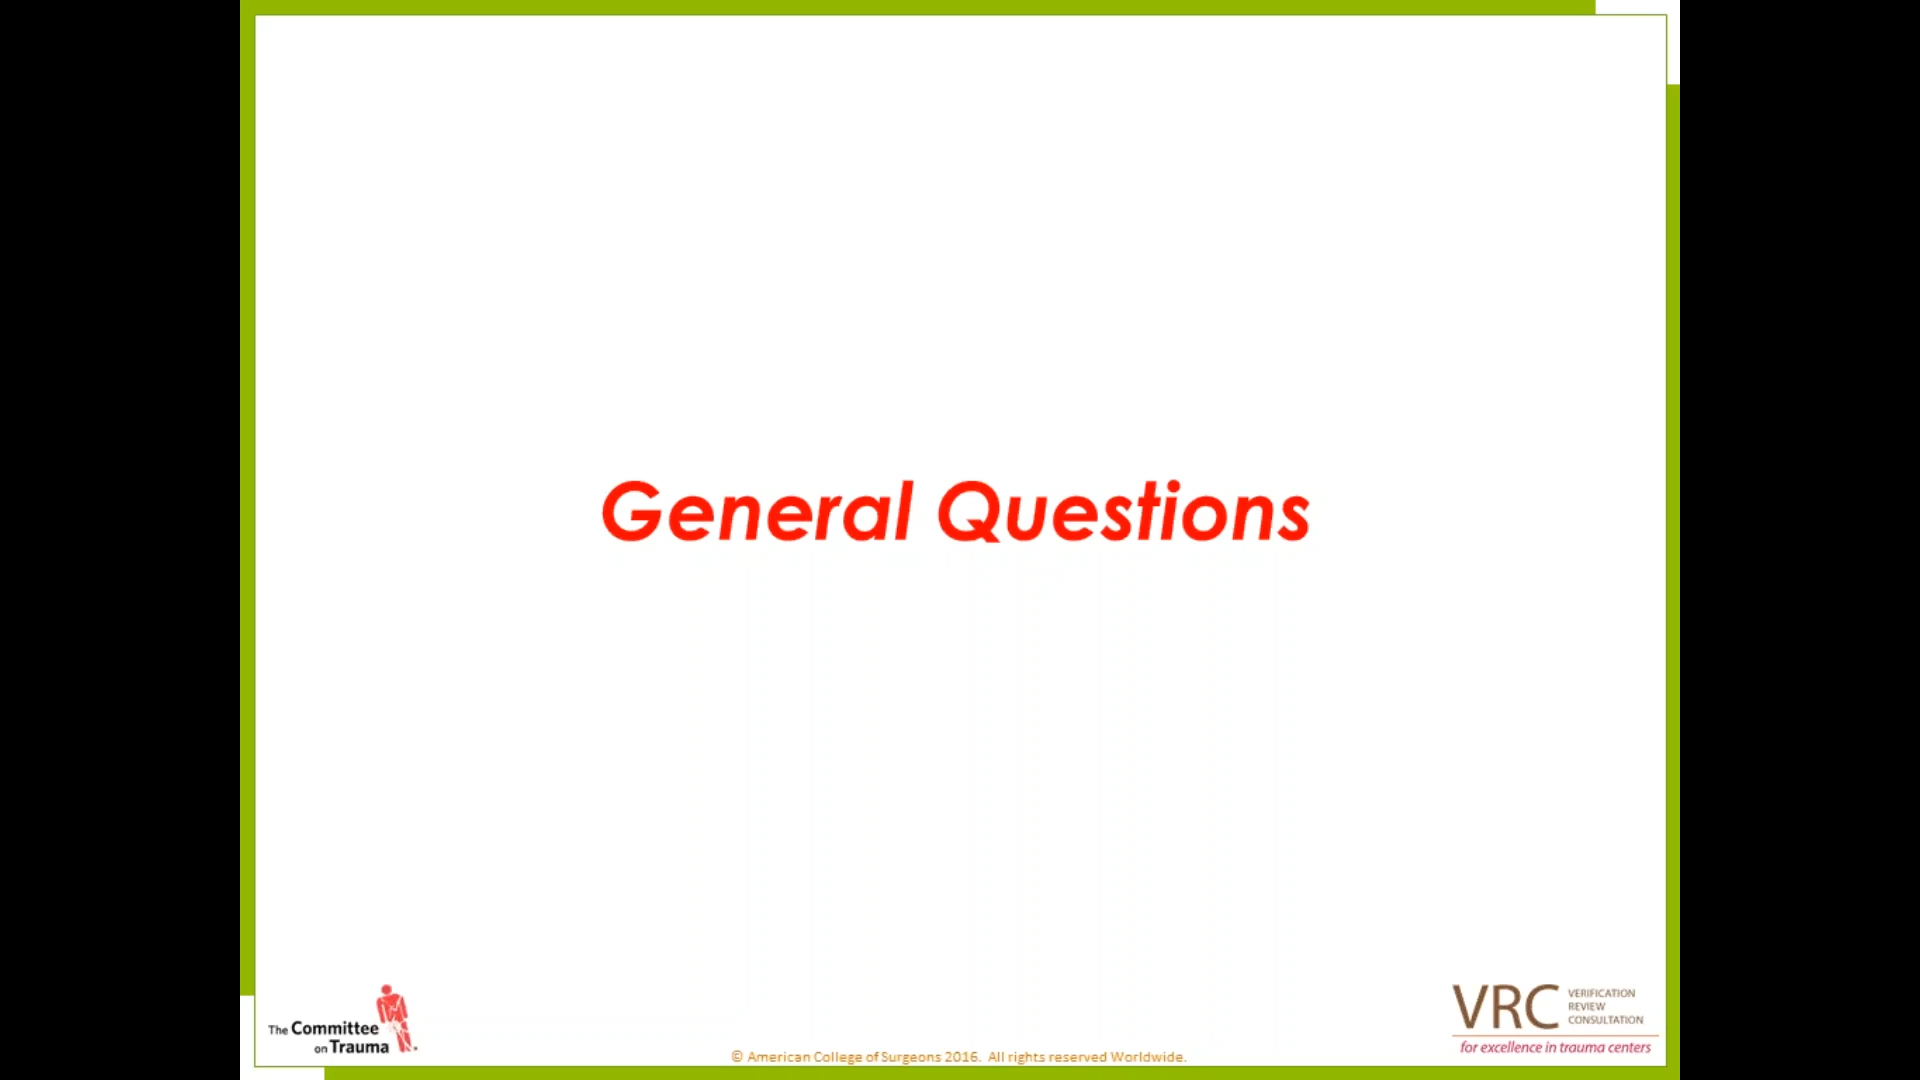 General Questions
The Committee
on Trauma
VRC
VERIFICATION
REVIEW
CONSULTATION
for excellence in trauma centers
© American College of Surgeons 2016. All rights reserved Worldwide.